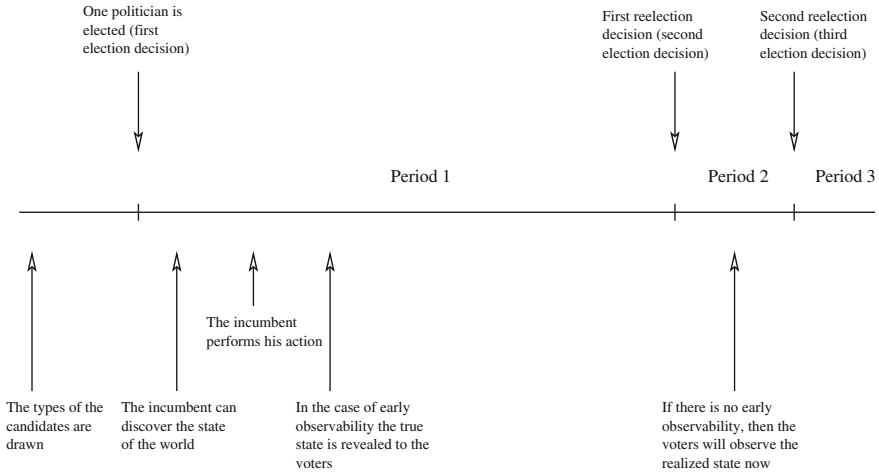 One politician is
elected (first
election decision)
First reelection
decision (second
election decision)
Second reelection
decision (third
election decision)
Period 1
Period 2
Period 3
The incumbent
performs his action
The types of the
candidates are
drawn
The incumbent can
discover the state
of the world
In the case of early
observability the true
state is revealed to the
voters
If there is no early
observability, then the
voters will observe the
realized state now